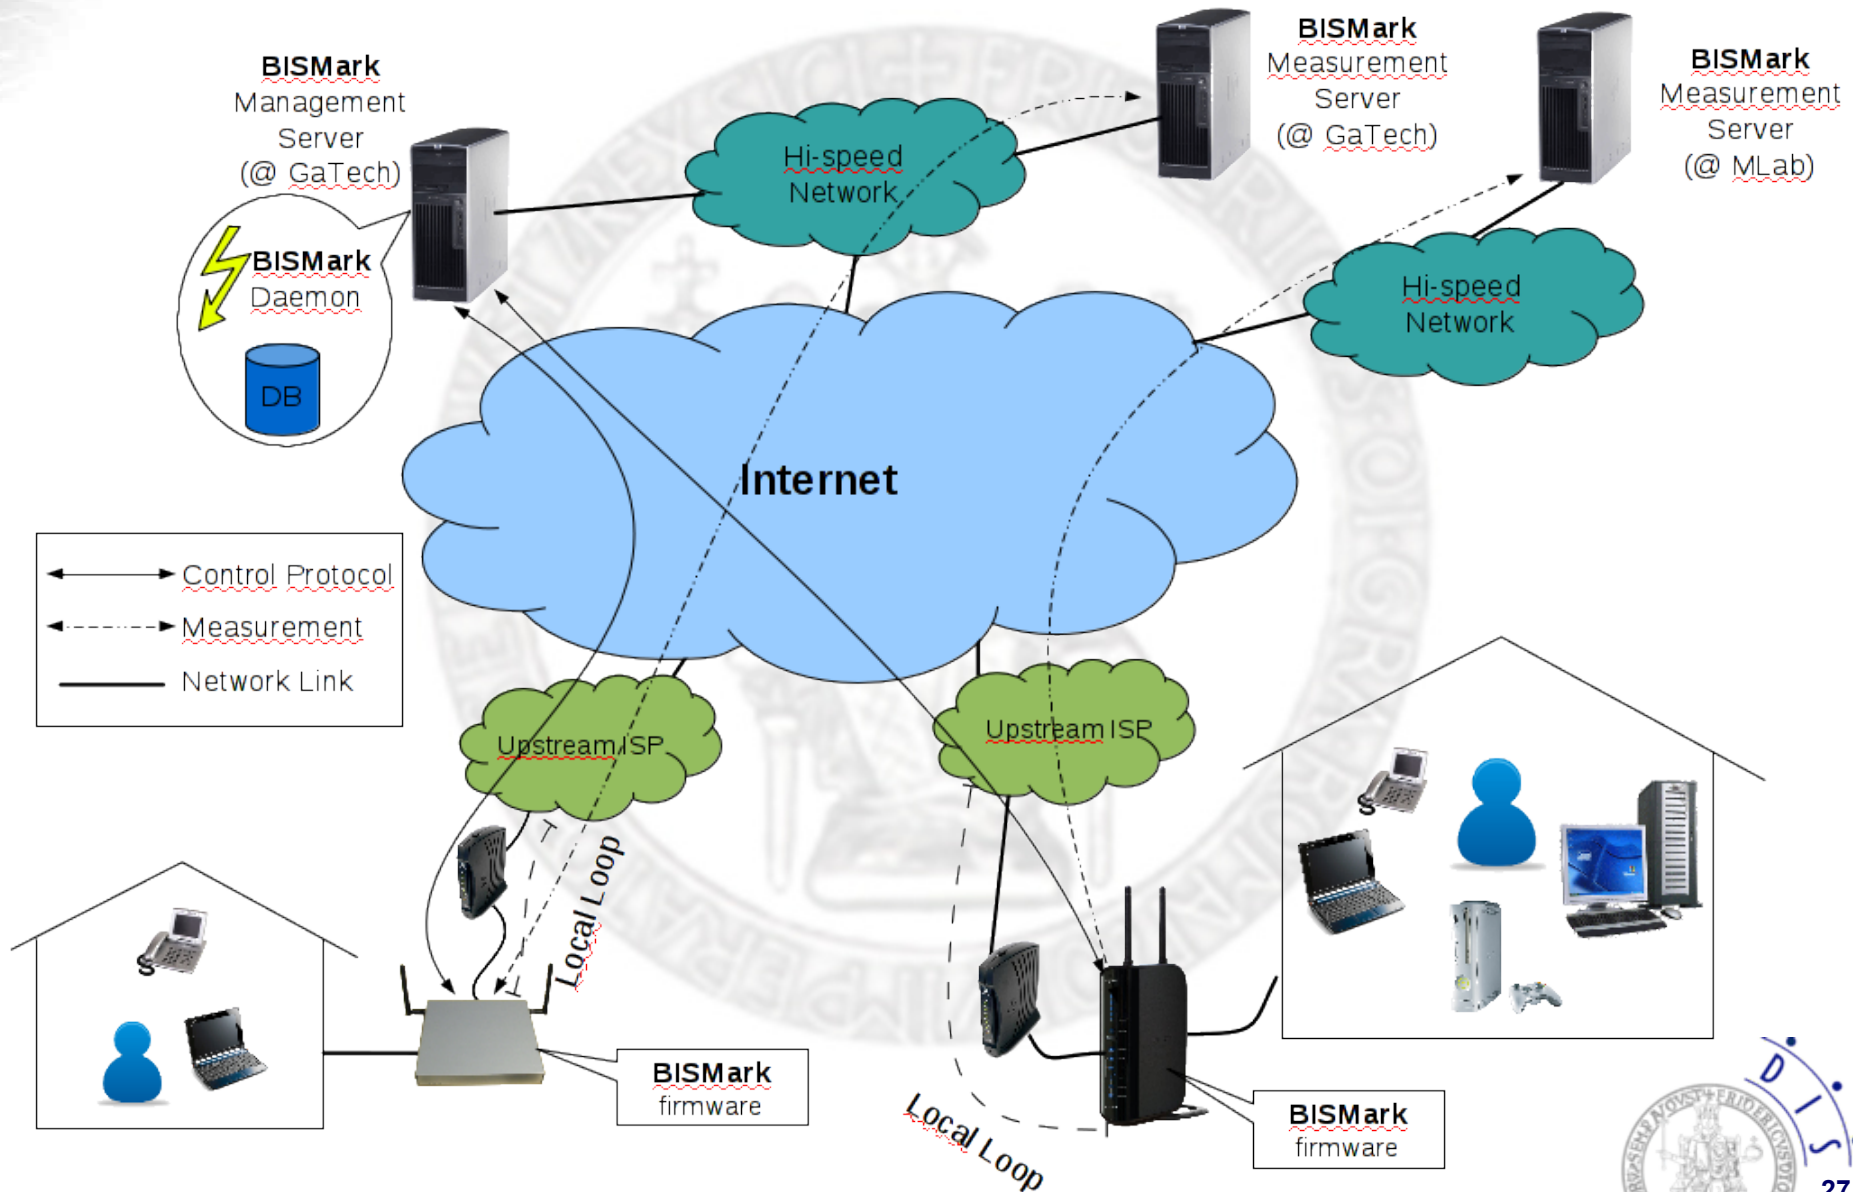 BISMark
Management
Server
(@ GaTech)
BISMark
Daemon
DB
Hi-speed
Network
BISMark
Measurement
Server
(@ GaTech)
BISMark
Measurement
Server
(@ MLab)
Hi-speed
Network
Internet
Control Protocol
Measurement
Network Link
Upstream ISP
Upstream ISP
Local Loop
BISMark
firmware
Local Loop
BISMark
firmware
DIS
27